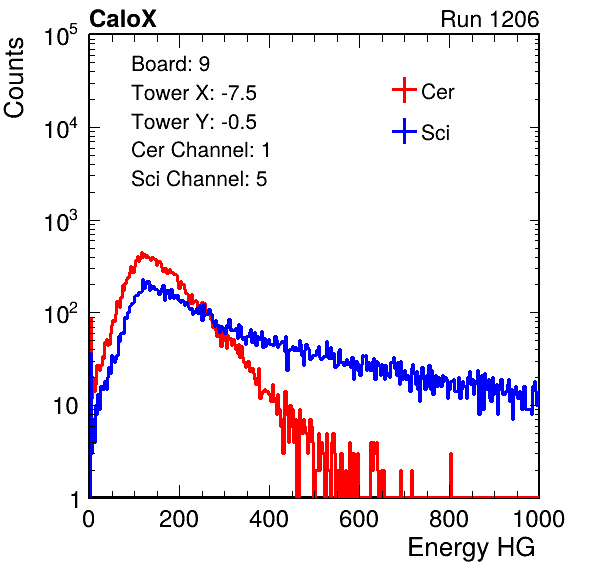 CaloX Run 1206
Counts
10^5
10^4
10^3
10^2
10
1
Board: 9
Tower X: -7.5
Tower Y: -0.5
Cer Channel: 1
Sci Channel: 5
Cer
Sci
0 200 400 600 800 1000
Energy HG